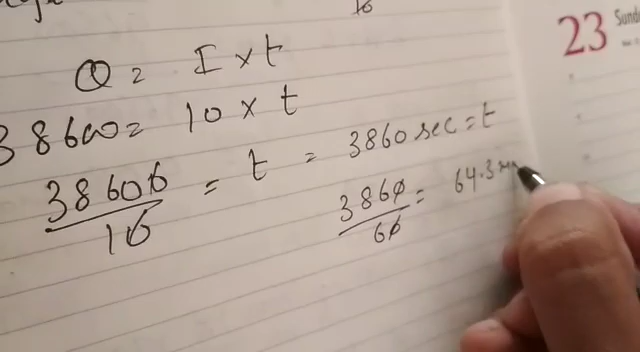 Q = I × t
38600 = 10 × t
38600/10 = t = 3860 sec = t
3860/60 = 64.3
23